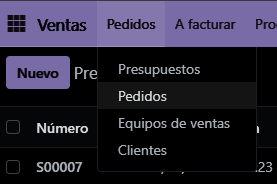 Ventas Pedidos A facturar
Nuevo
Presupuestos
Pedidos
Equipos de ventas
Clientes
Número
S00007